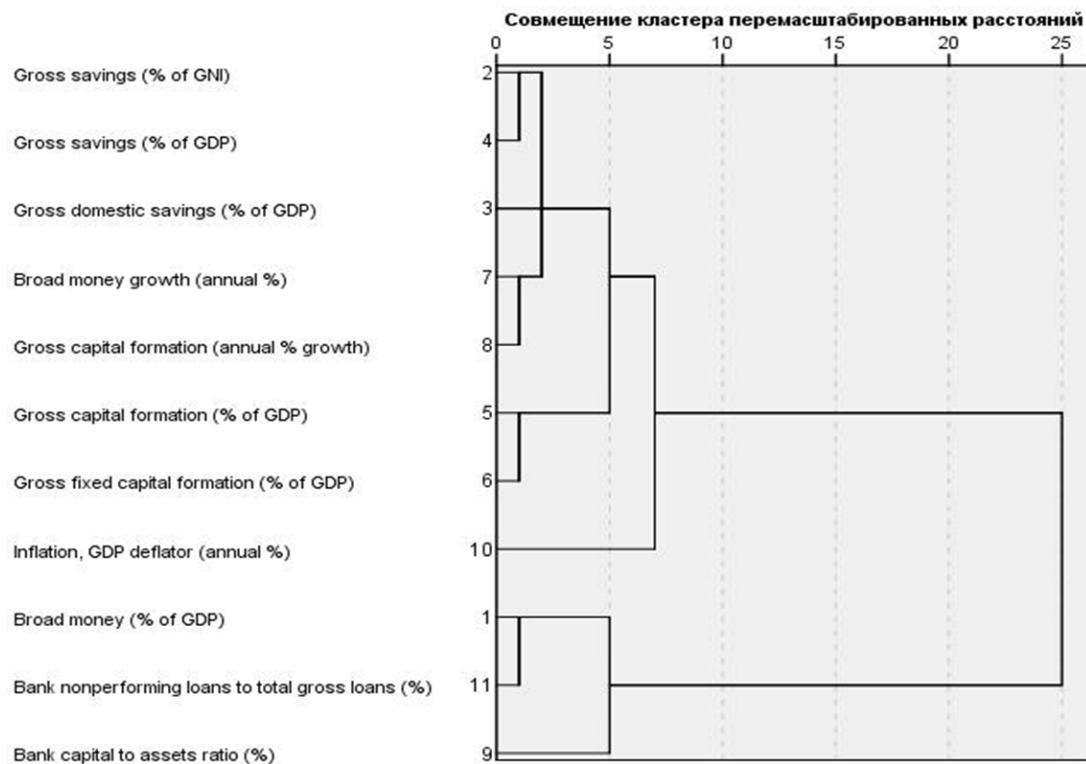 Совмещение кластера перемасштабированных расстояний
0 5 10 15 20 25
Gross savings (% of GNI) 2
Gross savings (% of GDP) 4
Gross domestic savings (% of GDP) 3
Broad money growth (annual %) 7
Gross capital formation (annual % growth) 8
Gross capital formation (% of GDP) 5
Gross fixed capital formation (% of GDP) 6
Inflation, GDP deflator (annual %) 10
Broad money (% of GDP) 1
Bank nonperforming loans to total gross loans (%) 11
Bank capital to assets ratio (%) 9